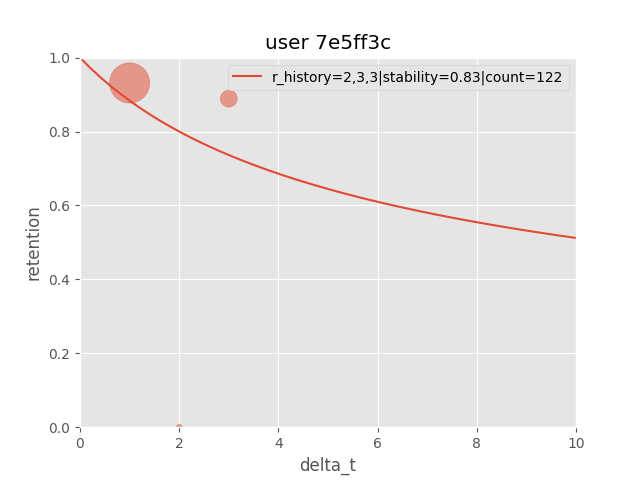 user 7e5ff3c
r_history=2,3,3|stability=0.83|count=122
retention
1.0
0.8
0.6
0.4
0.2
0.0
0 2 4 6 8 10
delta_t